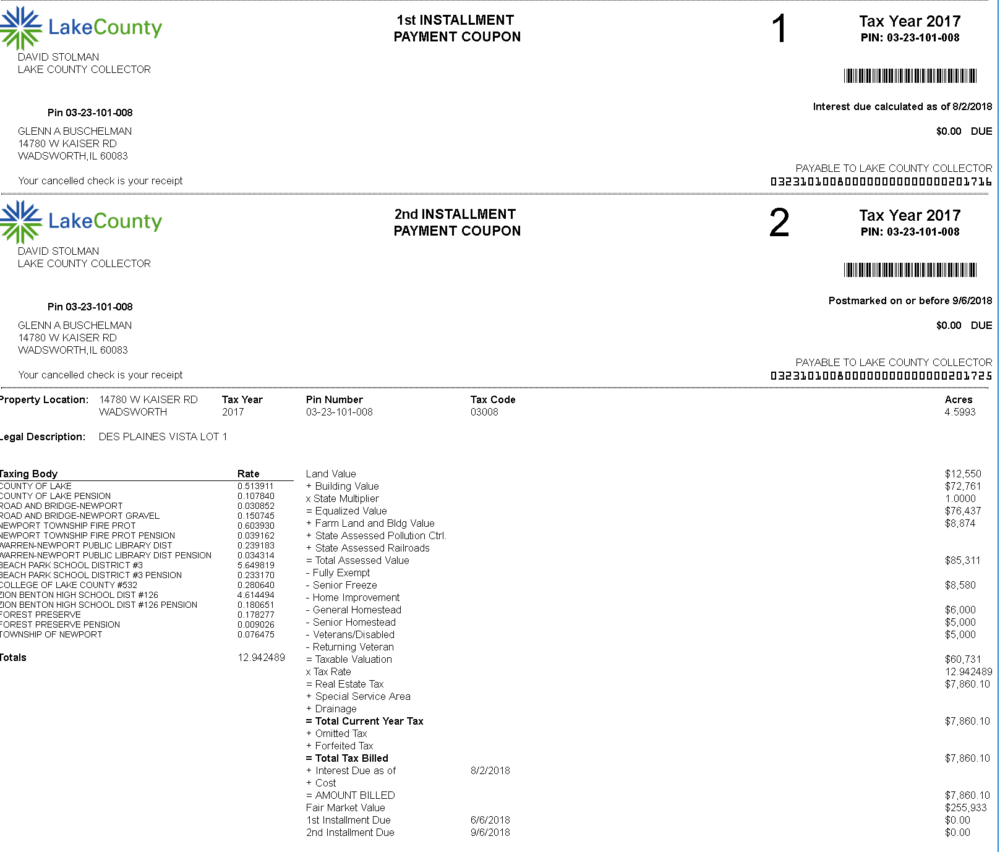 LakeCounty
1st INSTALLMENT
PAYMENT COUPON
1
Tax Year 2017
PIN: 03-23-101-008
DAVID STOLMAN
LAKE COUNTY COLLECTOR
Pin 03-23-101-008
Interest due calculated as of 8/2/2018
GLENN A BUSCHELMAN
14780 W KAISER RD
WADSWORTH,IL 60083
$0.00 DUE
PAYABLE TO LAKE COUNTY COLLECTOR
Your cancelled check is your receipt
032310100800000000000000201716
LakeCounty
2nd INSTALLMENT
PAYMENT COUPON
2
Tax Year 2017
PIN: 03-23-101-008
DAVID STOLMAN
LAKE COUNTY COLLECTOR
Pin 03-23-101-008
Postmarked on or before 9/6/2018
GLENN A BUSCHELMAN
14780 W KAISER RD
WADSWORTH,IL 60083
$0.00 DUE
PAYABLE TO LAKE COUNTY COLLECTOR
Your cancelled check is your receipt
032310100800000000000000201725
Property Location: 14780 W KAISER RD Tax Year Pin Number Tax Code Acres
WADSWORTH 2017 03-23-101-008 03008 4.5993
Legal Description: DES PLAINES VISTA LOT 1
Taxing Body Rate
COUNTY OF LAKE 0.513911
COUNTY OF LAKE PENSION 0.107840
ROAD AND BRIDGE-NEWPORT 0.030852
ROAD AND BRIDGE-NEWPORT GRAVEL 0.150745
NEWPORT TOWNSHIP FIRE PROT 0.603930
NEWPORT TOWNSHIP FIRE PROT PENSION 0.039162
WARREN-NEWPORT PUBLIC LIBRARY DIST 0.239183
WARREN-NEWPORT PUBLIC LIBRARY DIST PENSION 0.034314
BEACH PARK SCHOOL DISTRICT #3 5.649819
BEACH PARK SCHOOL DISTRICT #3 PENSION 0.233170
COLLEGE OF LAKE COUNTY #532 0.280640
ZION BENTON HIGH SCHOOL DIST #126 4.614494
ZION BENTON HIGH SCHOOL DIST #126 PENSION 0.180651
FOREST PRESERVE 0.178277
FOREST PRESERVE PENSION 0.009026
TOWNSHIP OF NEWPORT 0.076475
Totals 12.942489
Land Value $12,550
+ Building Value $72,761
x State Multiplier 1.0000
= Equalized Value $76,437
+ Farm Land and Bldg Value $8,874
+ State Assessed Pollution Ctrl.
+ State Assessed Railroads
= Total Assessed Value $85,311
- Fully Exempt
- Senior Freeze $8,580
- Home Improvement
- General Homestead $6,000
- Senior Homestead $5,000
- Veterans/Disabled $5,000
- Returning Veteran
= Taxable Valuation $60,731
x Tax Rate 12.942489
= Real Estate Tax $7,860.10
+ Special Service Area
+ Drainage
= Total Current Year Tax $7,860.10
+ Omitted Tax
+ Forfeited Tax
= Total Tax Billed $7,860.10
+ Interest Due as of 8/2/2018
+ Cost
= AMOUNT BILLED $7,860.10
Fair Market Value $255,933
1st Installment Due 6/6/2018 $0.00
2nd Installment Due 9/6/2018 $0.00